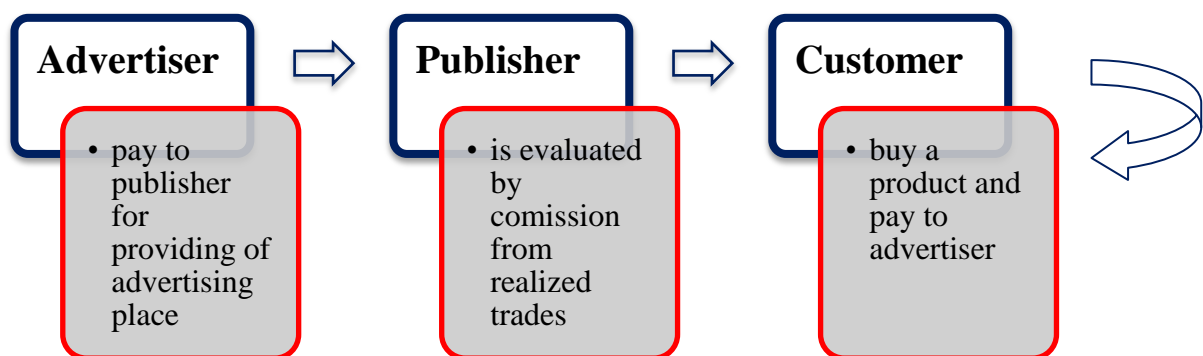 Advertiser
• pay to
publisher
for
providing of
advertising
place
Publisher
• is evaluated
by
comission
from
realized
trades
Customer
• buy a
product and
pay to
advertiser